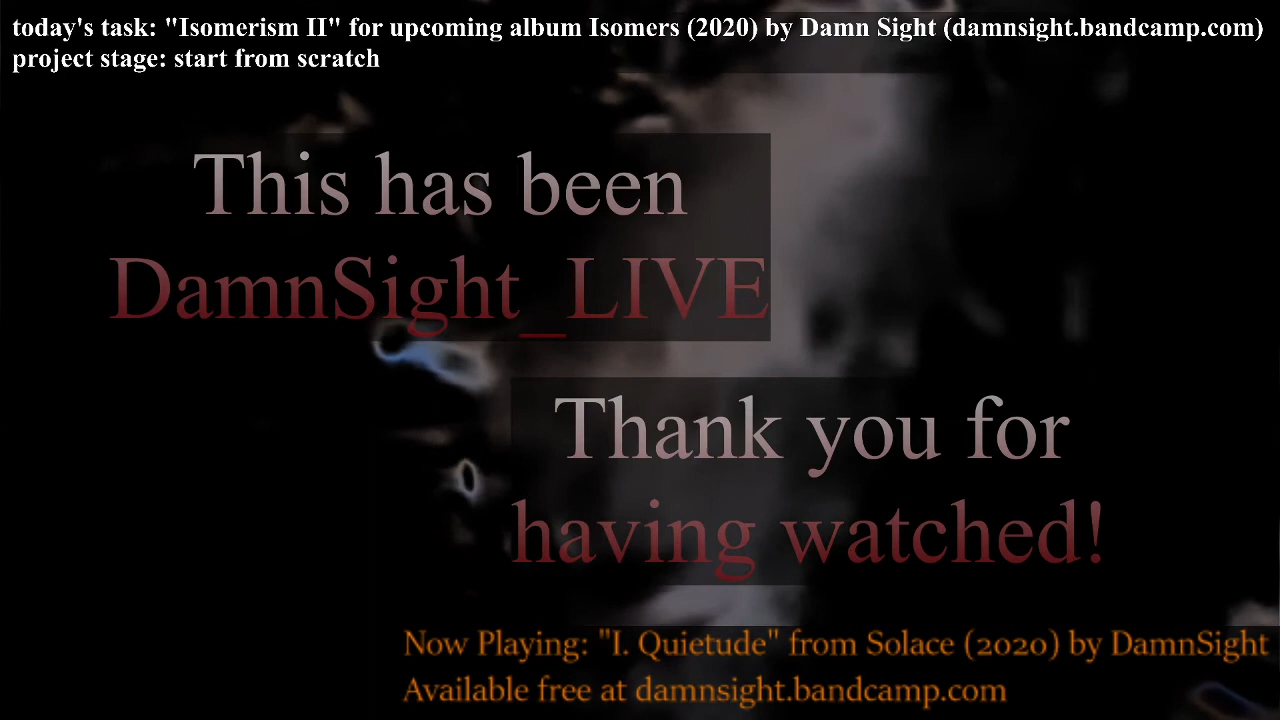 today's task: "Isomerism II" for upcoming album Isomers (2020) by Damn Sight (damnsight.bandcamp.com)
project stage: start from scratch
This has been
DamnSight_LIVE
Thank you for
having watched!
Now Playing: "I. Quietude" from Solace (2020) by DamnSight
Available free at damnsight.bandcamp.com